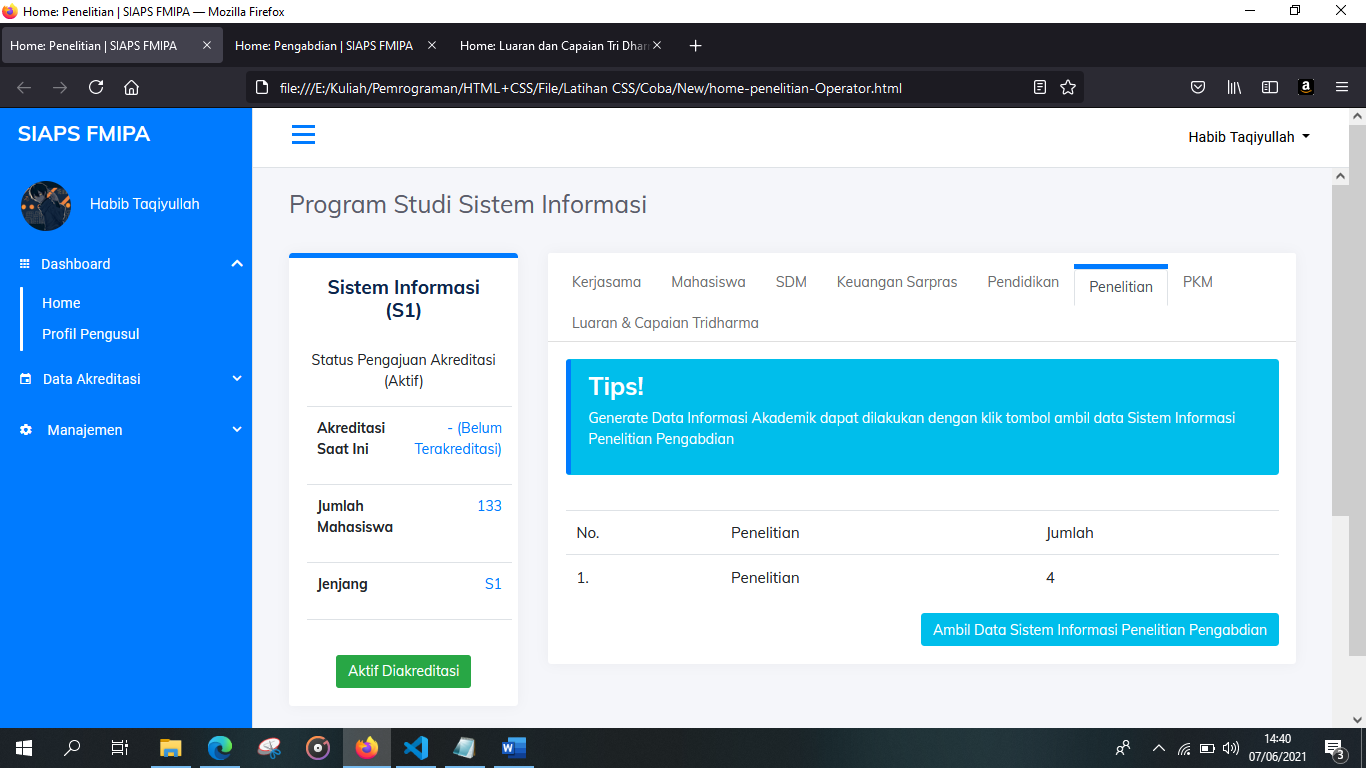 Home: Penelitian | SIAPS FMIPA — Mozilla Firefox
Home: Penelitian | SIAPS FMIPA
Home: Pengabdian | SIAPS FMIPA
Home: Luaran dan Capaian Tri Dhar
file:///E:/Kuliah/Pemrograman/HTML+CSS/File/Latihan CSS/Coba/New/home-penelitian-Operator.html
SIAPS FMIPA
Habib Taqiyullah
Habib Taqiyullah
Dashboard
Home
Profil Pengusul
Data Akreditasi
Manajemen
Program Studi Sistem Informasi
Sistem Informasi
(S1)
Status Pengajuan Akreditasi
(Aktif)
Akreditasi
Saat Ini
- (Belum
Terakreditasi)
Jumlah
Mahasiswa
133
Jenjang
S1
Aktif Diakreditasi
Kerjasama
Mahasiswa
SDM
Keuangan Sarpras
Pendidikan
Penelitian
PKM
Luaran & Capaian Tridharma
Tips!
Generate Data Informasi Akademik dapat dilakukan dengan klik tombol ambil data Sistem Informasi
Penelitian Pengabdian
No. Penelitian Jumlah
1. Penelitian 4
Ambil Data Sistem Informasi Penelitian Pengabdian
14:40
07/06/2021
3